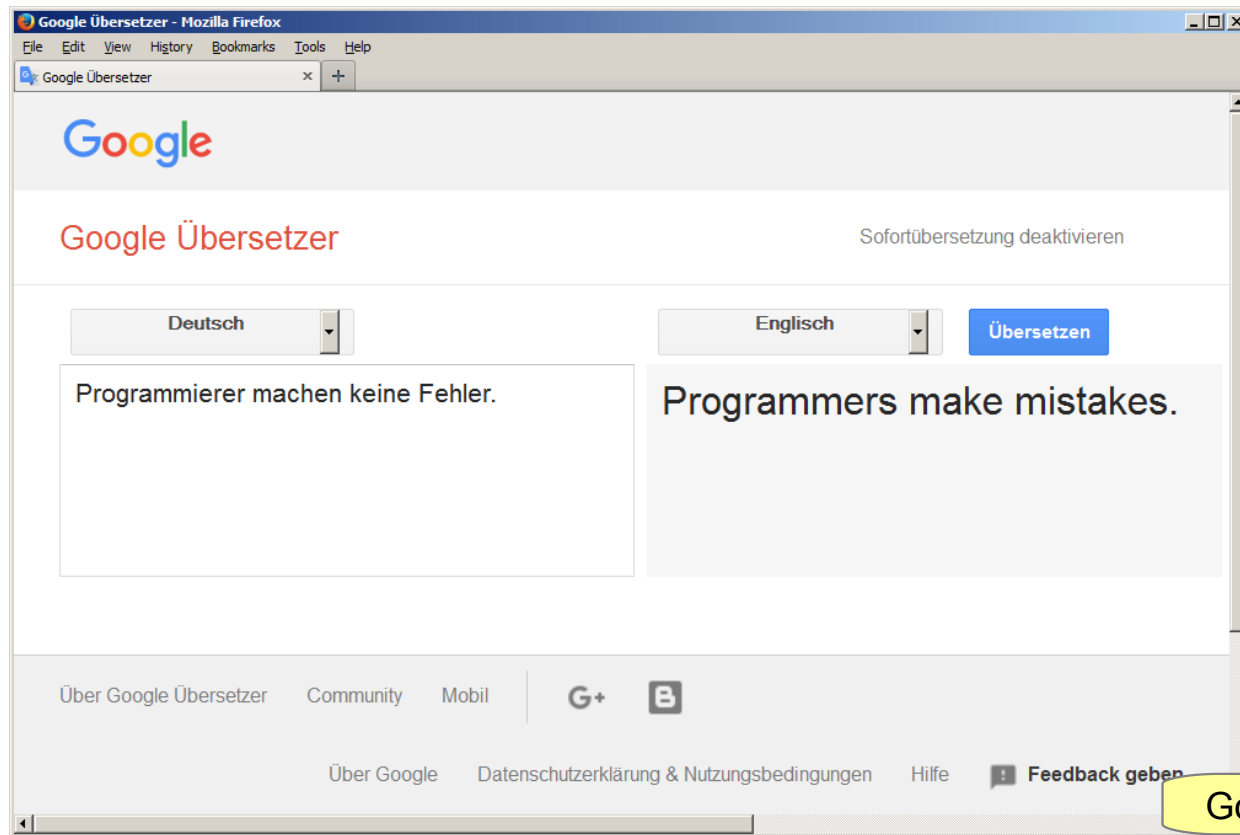 Google Übersetzer - Mozilla Firefox
File Edit View History Bookmarks Tools Help
Google Übersetzer × +
Google
Google Übersetzer Sofortübersetzung deaktivieren
Deutsch Englisch Übersetzen
Programmierer machen keine Fehler. Programmers make mistakes.
Über Google Übersetzer Community Mobil G+ B
Über Google Datenschutzerklärung & Nutzungsbedingungen Hilfe Feedback geben